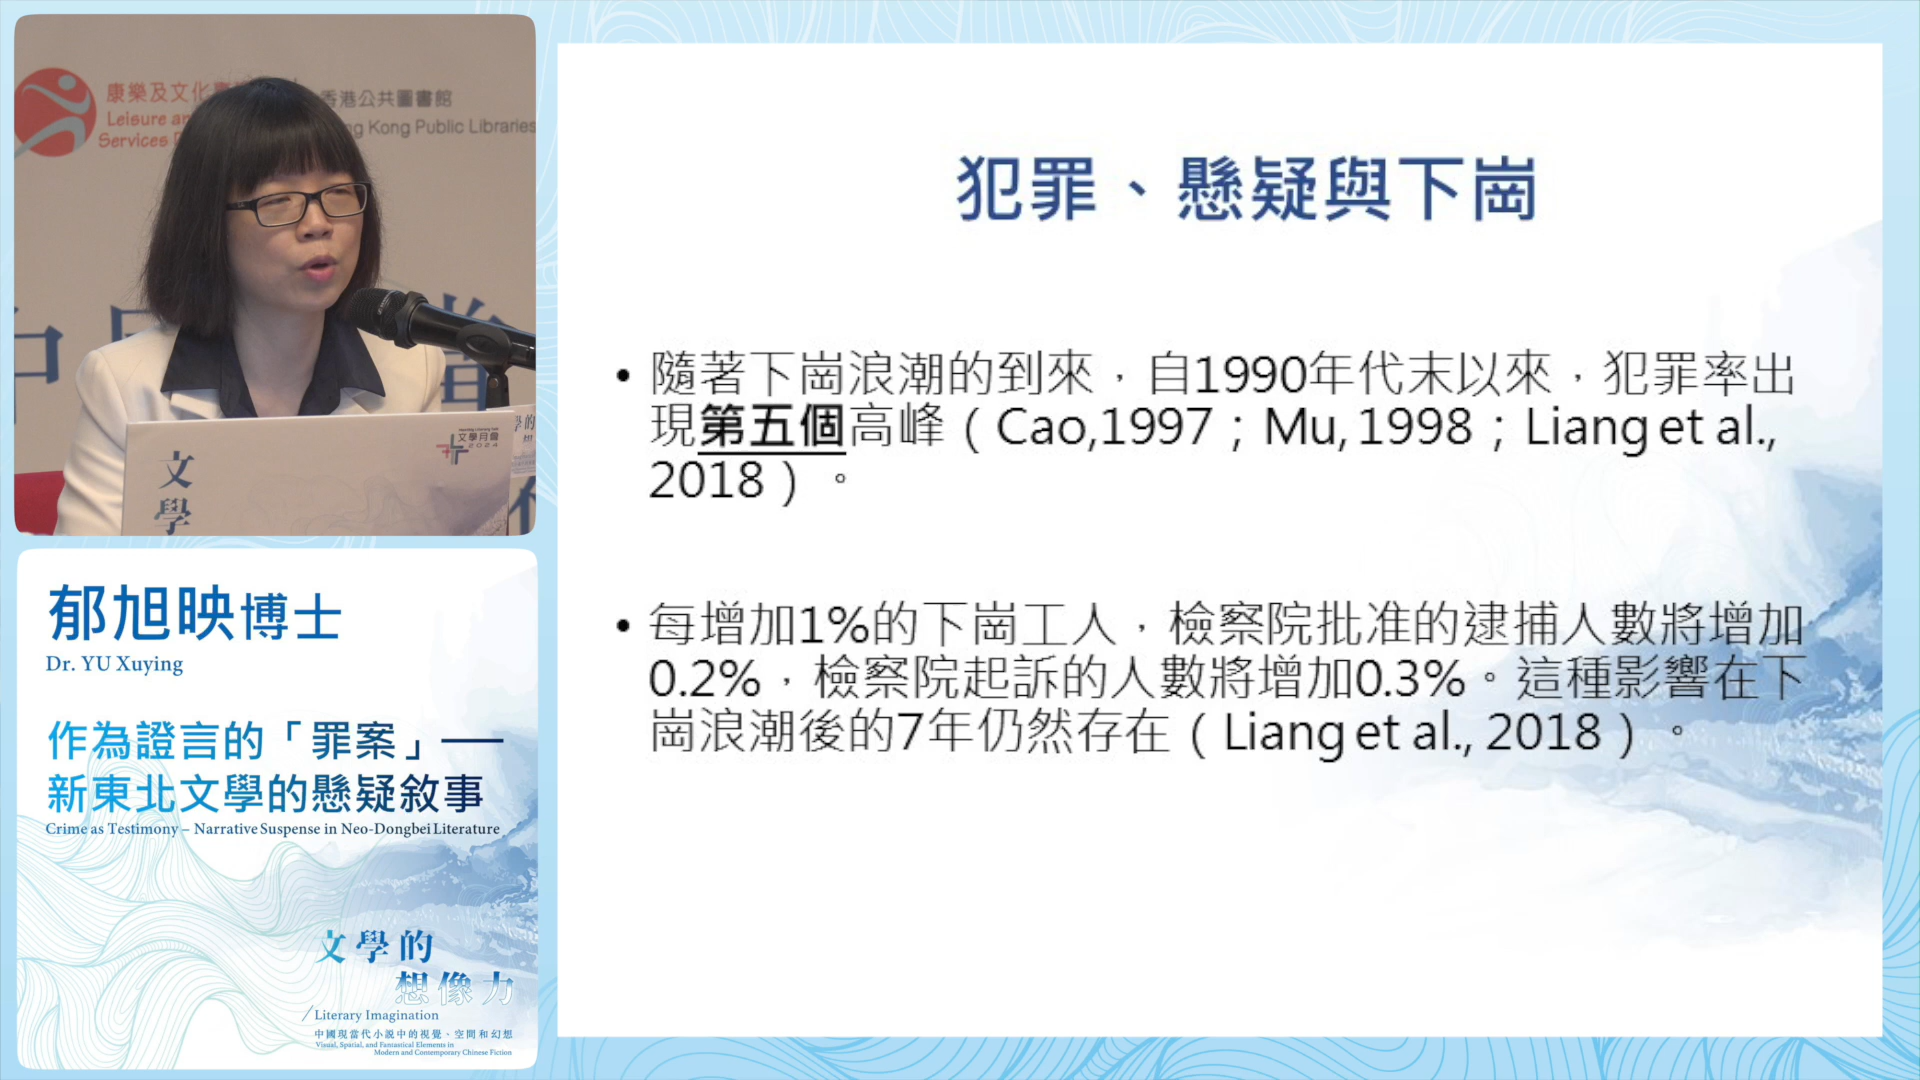 康樂及文化
Leisure an
Services
香港公共圖書館
ng Kong Public Libraries
文學月會
2024
文
學
郁旭映博士
Dr. YU Xuying
作為證言的「罪案」——
新東北文學的懸疑敘事
Crime as Testimony – Narrative Suspense in Neo-Dongbei Literature
文學的
想像力
Literary Imagination
中國現當代小說中的視覺、空間和幻想
Visual, Spatial, and Fantastical Elements in
Modern and Contemporary Chinese Fiction
犯罪、懸疑與下崗
• 隨著下崗浪潮的到來，自1990年代末以來，犯罪率出
現第五個高峰（Cao,1997；Mu, 1998；Liang et al.,
2018）。
• 每增加1%的下崗工人，檢察院批准的逮捕人數將增加
0.2%，檢察院起訴的人數將增加0.3%。這種影響在下
崗浪潮後的7年仍然存在（Liang et al., 2018）。